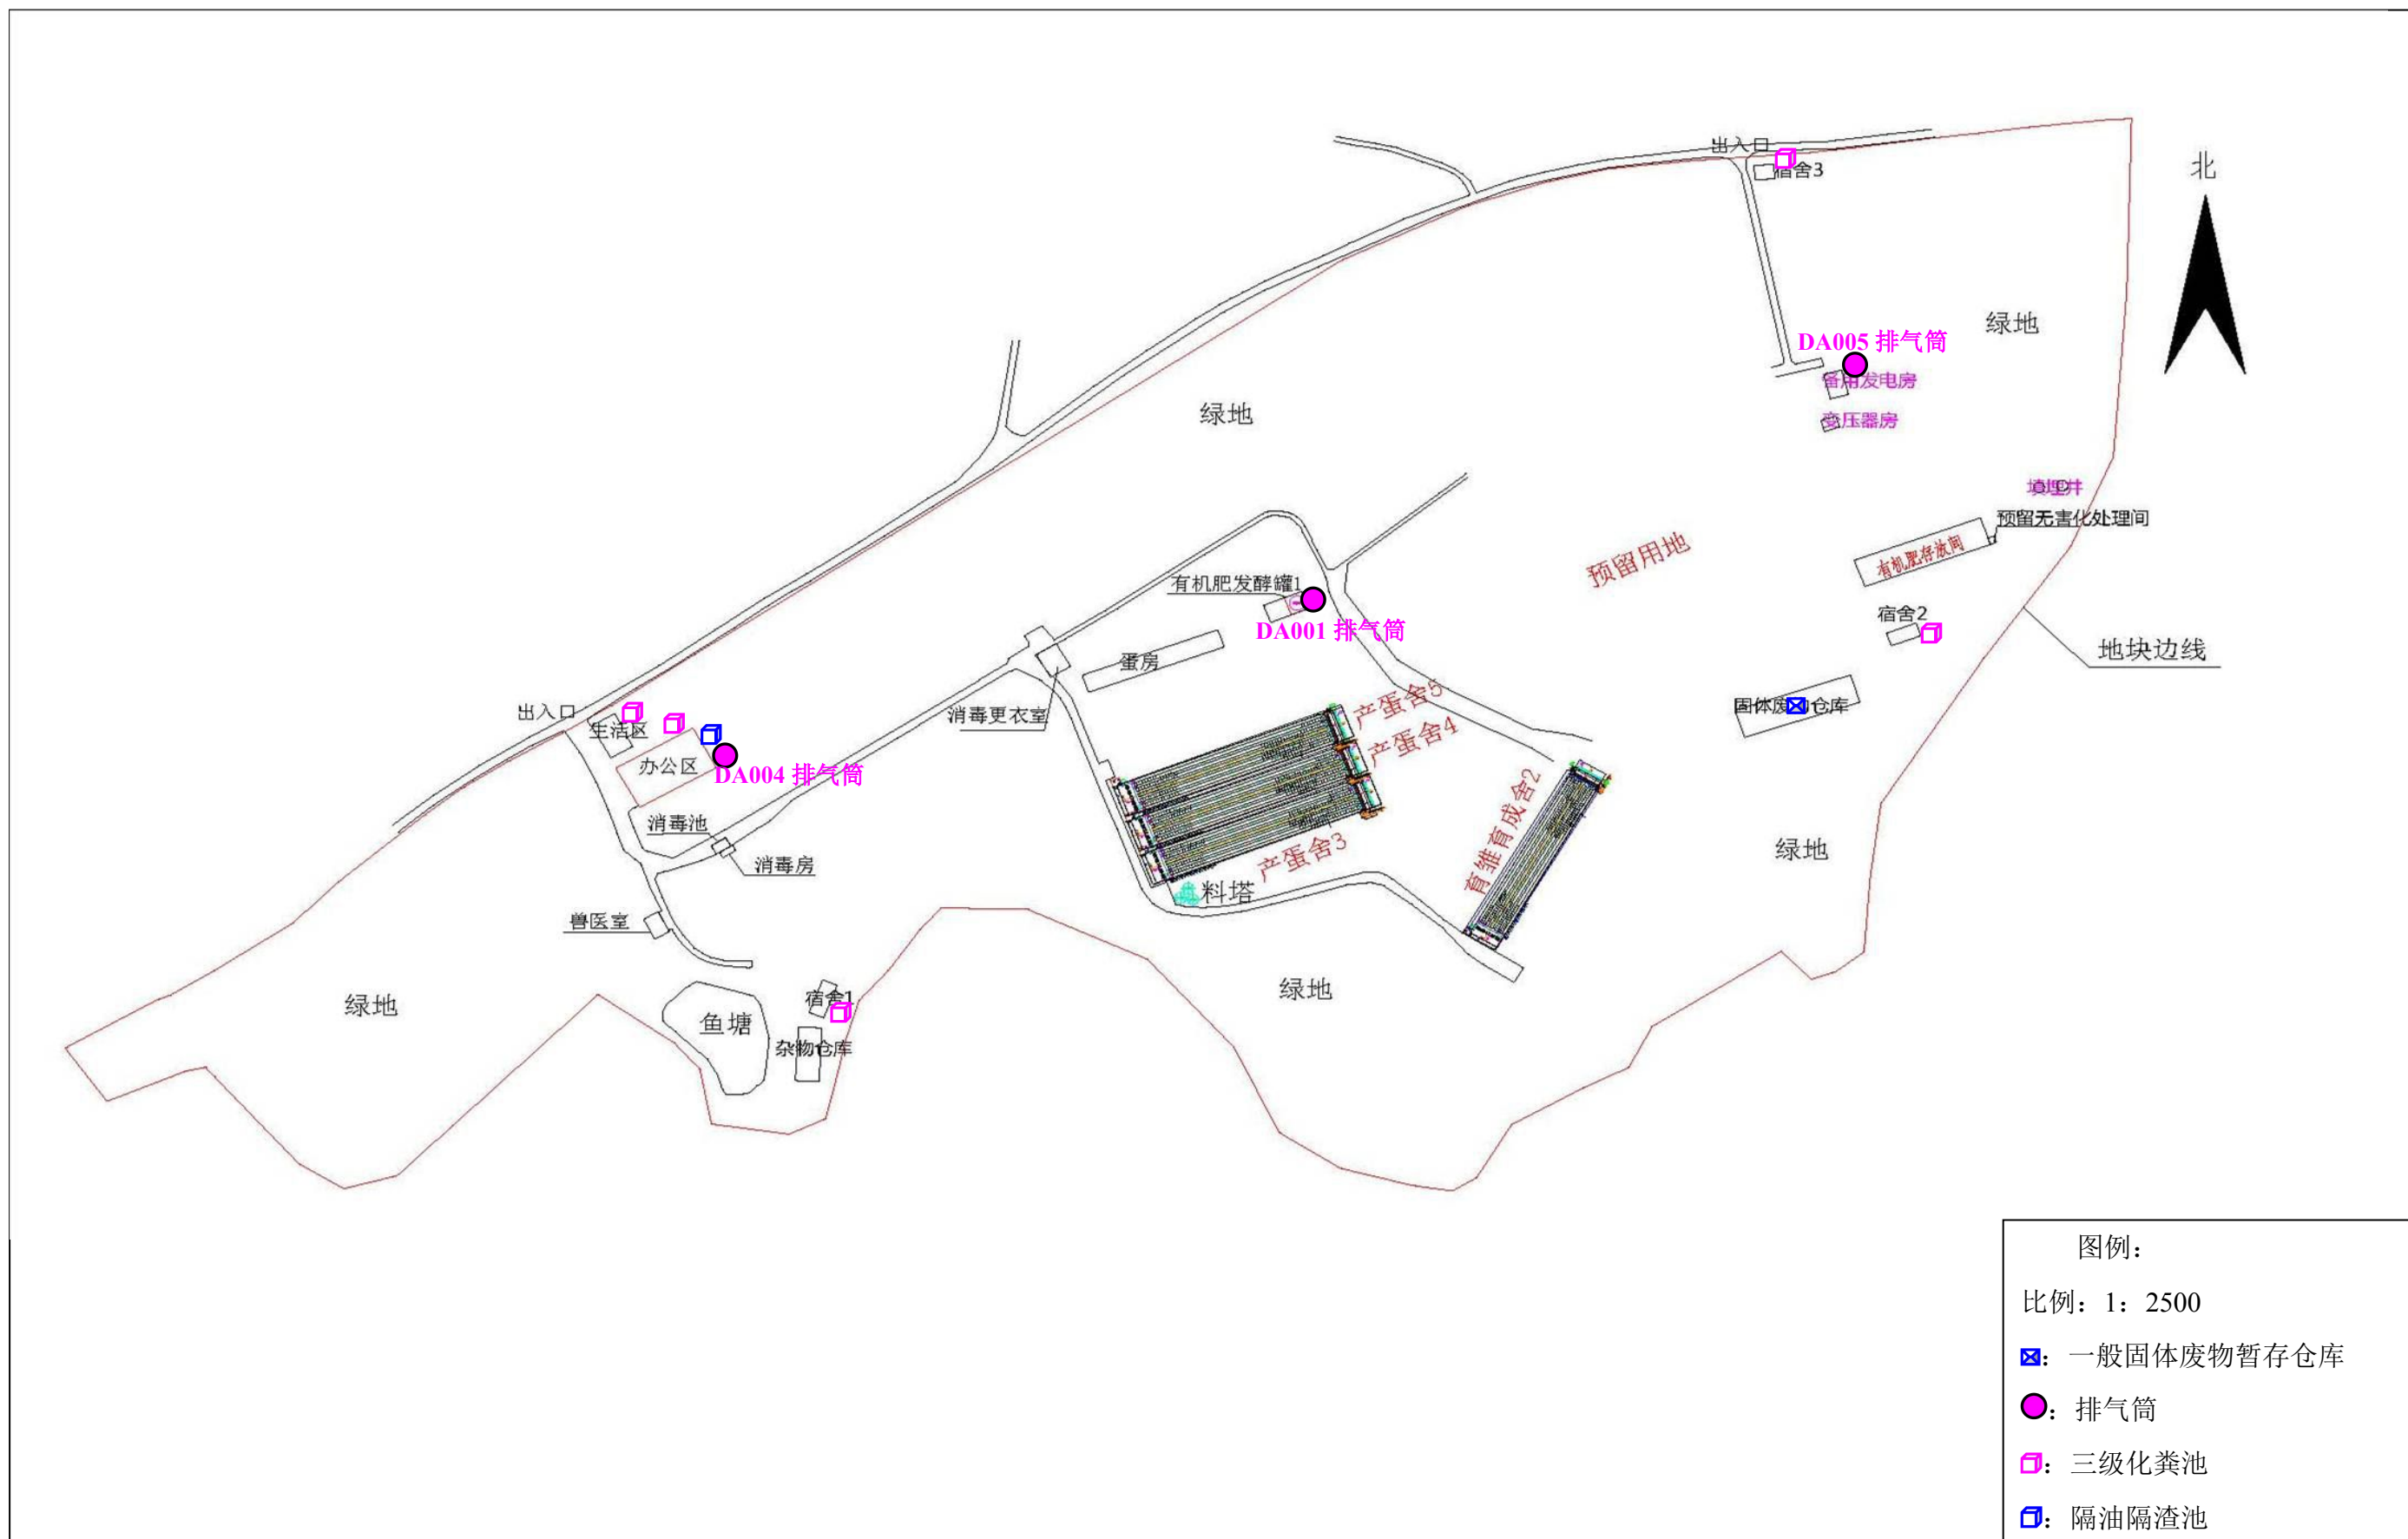 出入口
宿舍3
北
绿地
DA005 排气筒
备用发电房
变压器房
绿地
填埋井
预留无害化处理间
有机肥存放间
预留用地
有机肥发酵罐1
DA001 排气筒
宿舍2
地块边线
蛋房
固体废物仓库
消毒更衣室
产蛋舍5
产蛋舍4
产蛋舍3
出入口
生活区
办公区
DA004 排气筒
消毒池
消毒房
育雏育成舍2
绿地
料塔
兽医室
绿地
绿地
宿舍1
鱼塘
杂物仓库
图例：
比例：1：2500
：一般固体废物暂存仓库
：排气筒
：三级化粪池
：隔油隔渣池